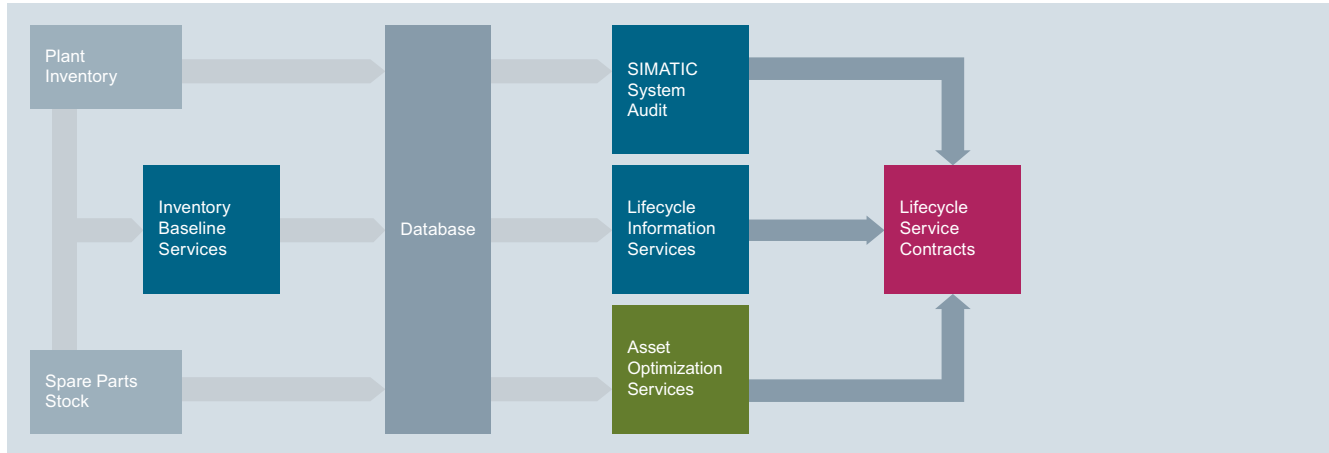 Plant
Inventory
SIMATIC
System
Audit
Inventory
Baseline
Services
Database
Lifecycle
Information
Services
Lifecycle
Service
Contracts
Spare Parts
Stock
Asset
Optimization
Services